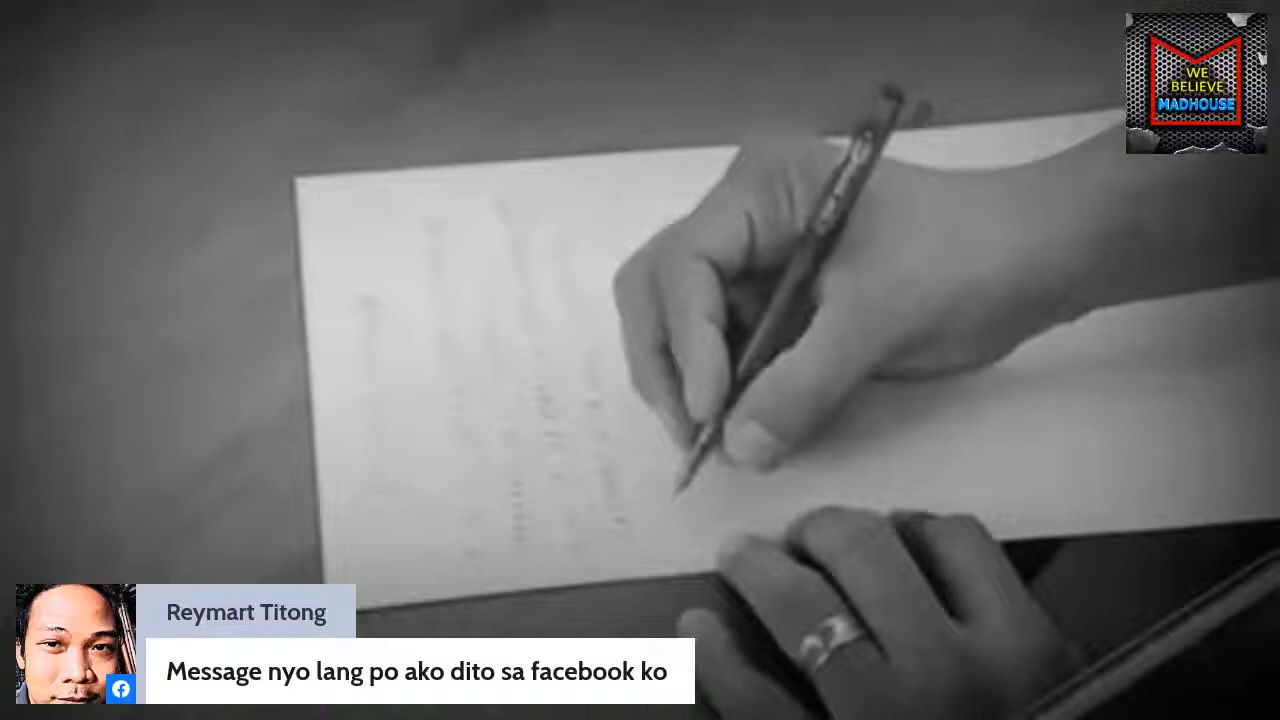 WE
BELIEVE
MADHOUSE
Reymart Titong
Message nyo lang po ako dito sa facebook ko